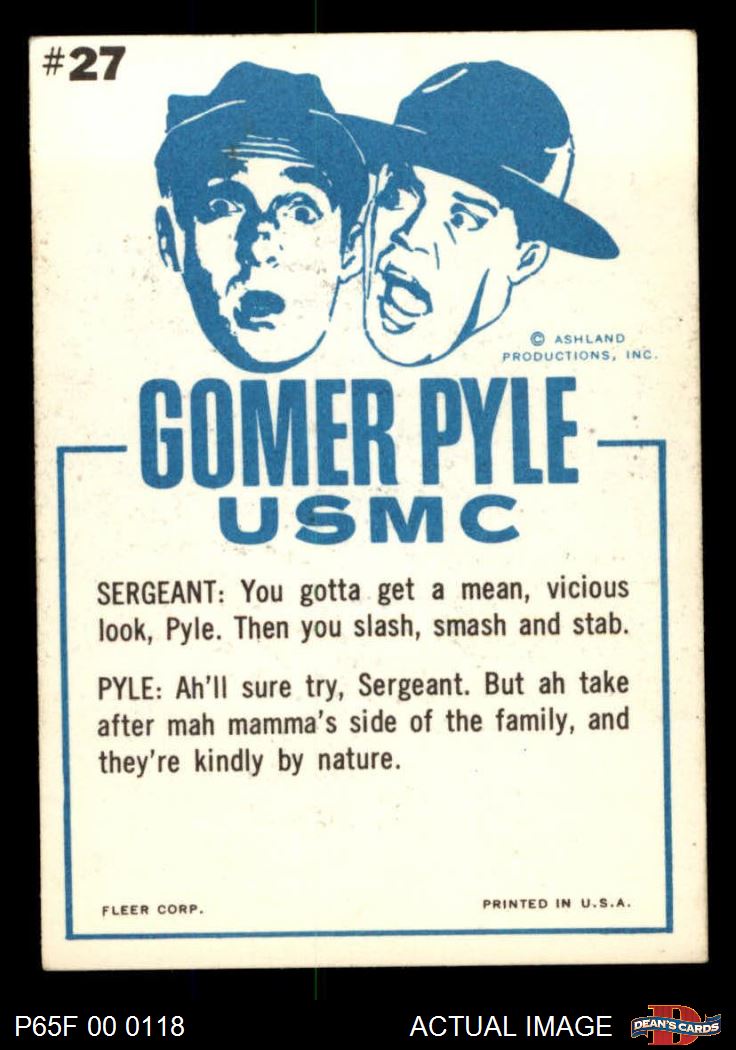 #27
© ASHLAND
PRODUCTIONS, INC.
GOMER PYLE
USMC
SERGEANT: You gotta get a mean, vicious
look, Pyle. Then you slash, smash and stab.
PYLE: Ah'll sure try, Sergeant. But ah take
after mah mamma's side of the family, and
they're kindly by nature.
FLEER CORP.
PRINTED IN U.S.A.
P65F 00 0118
ACTUAL IMAGE
D
DEAN'S CARDS